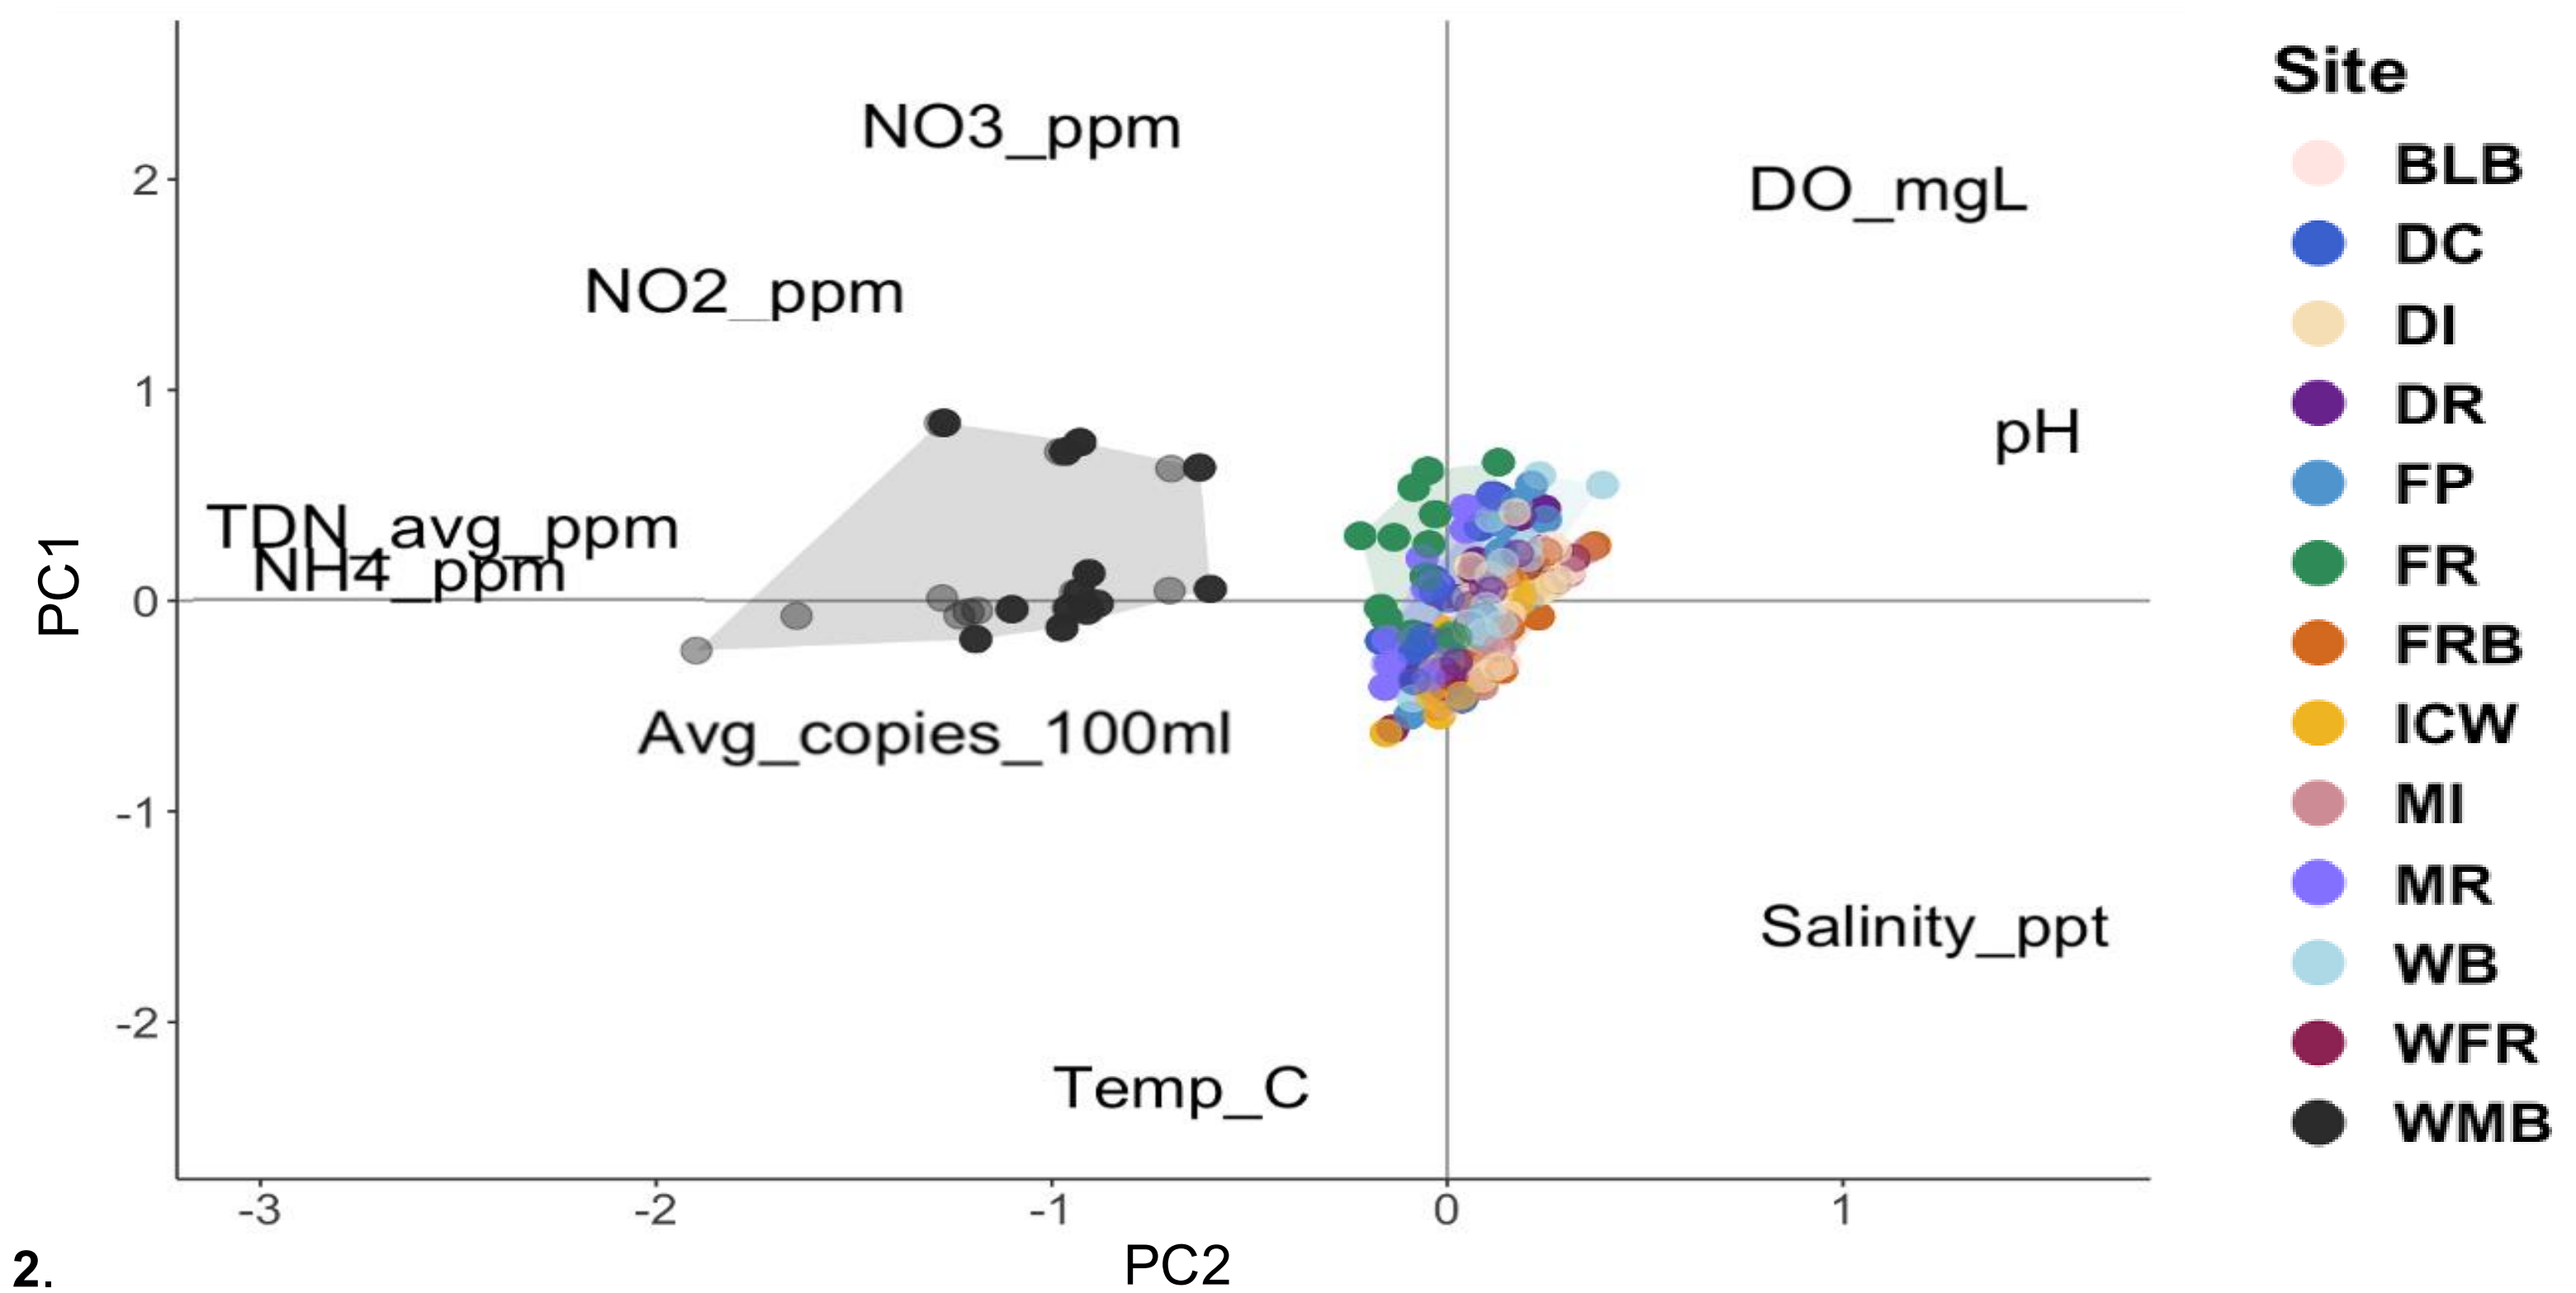 NO3_ppm
DO_mgL
NO2_ppm
pH
TDN_avg_ppm
NH4_ppm
Avg_copies_100ml
Salinity_ppt
Temp_C
PC1
2
1
0
-1
-2
-3
-2
-1
0
1
PC2
Site
BLB
DC
DI
DR
FP
FR
FRB
ICW
MI
MR
WB
WFR
WMB
2.